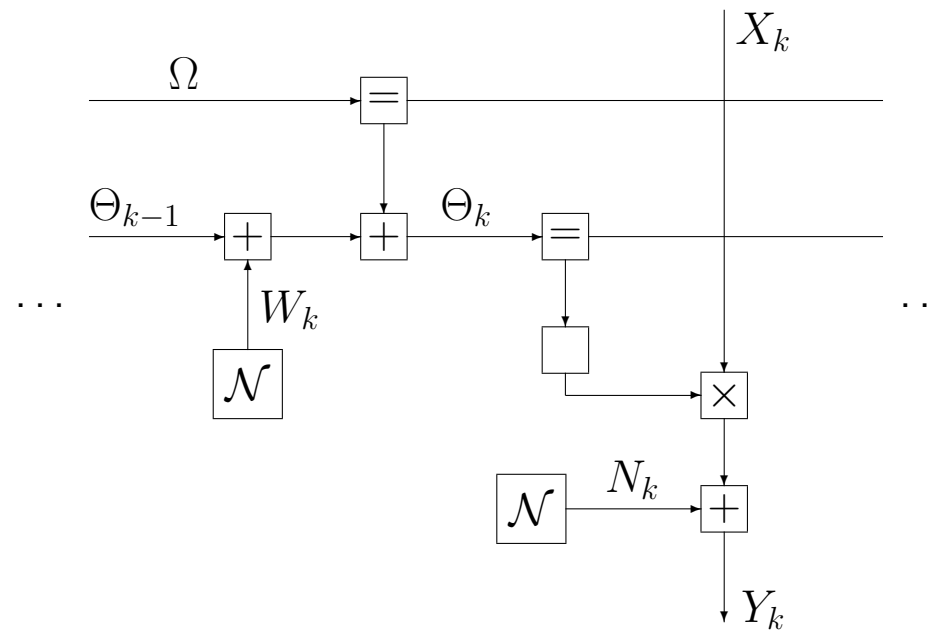 X_k
Ω
=
Θ_{k−1}
+
+
Θ_k
=
· · ·
W_k
· ·
𝒩
×
𝒩
N_k
+
Y_k